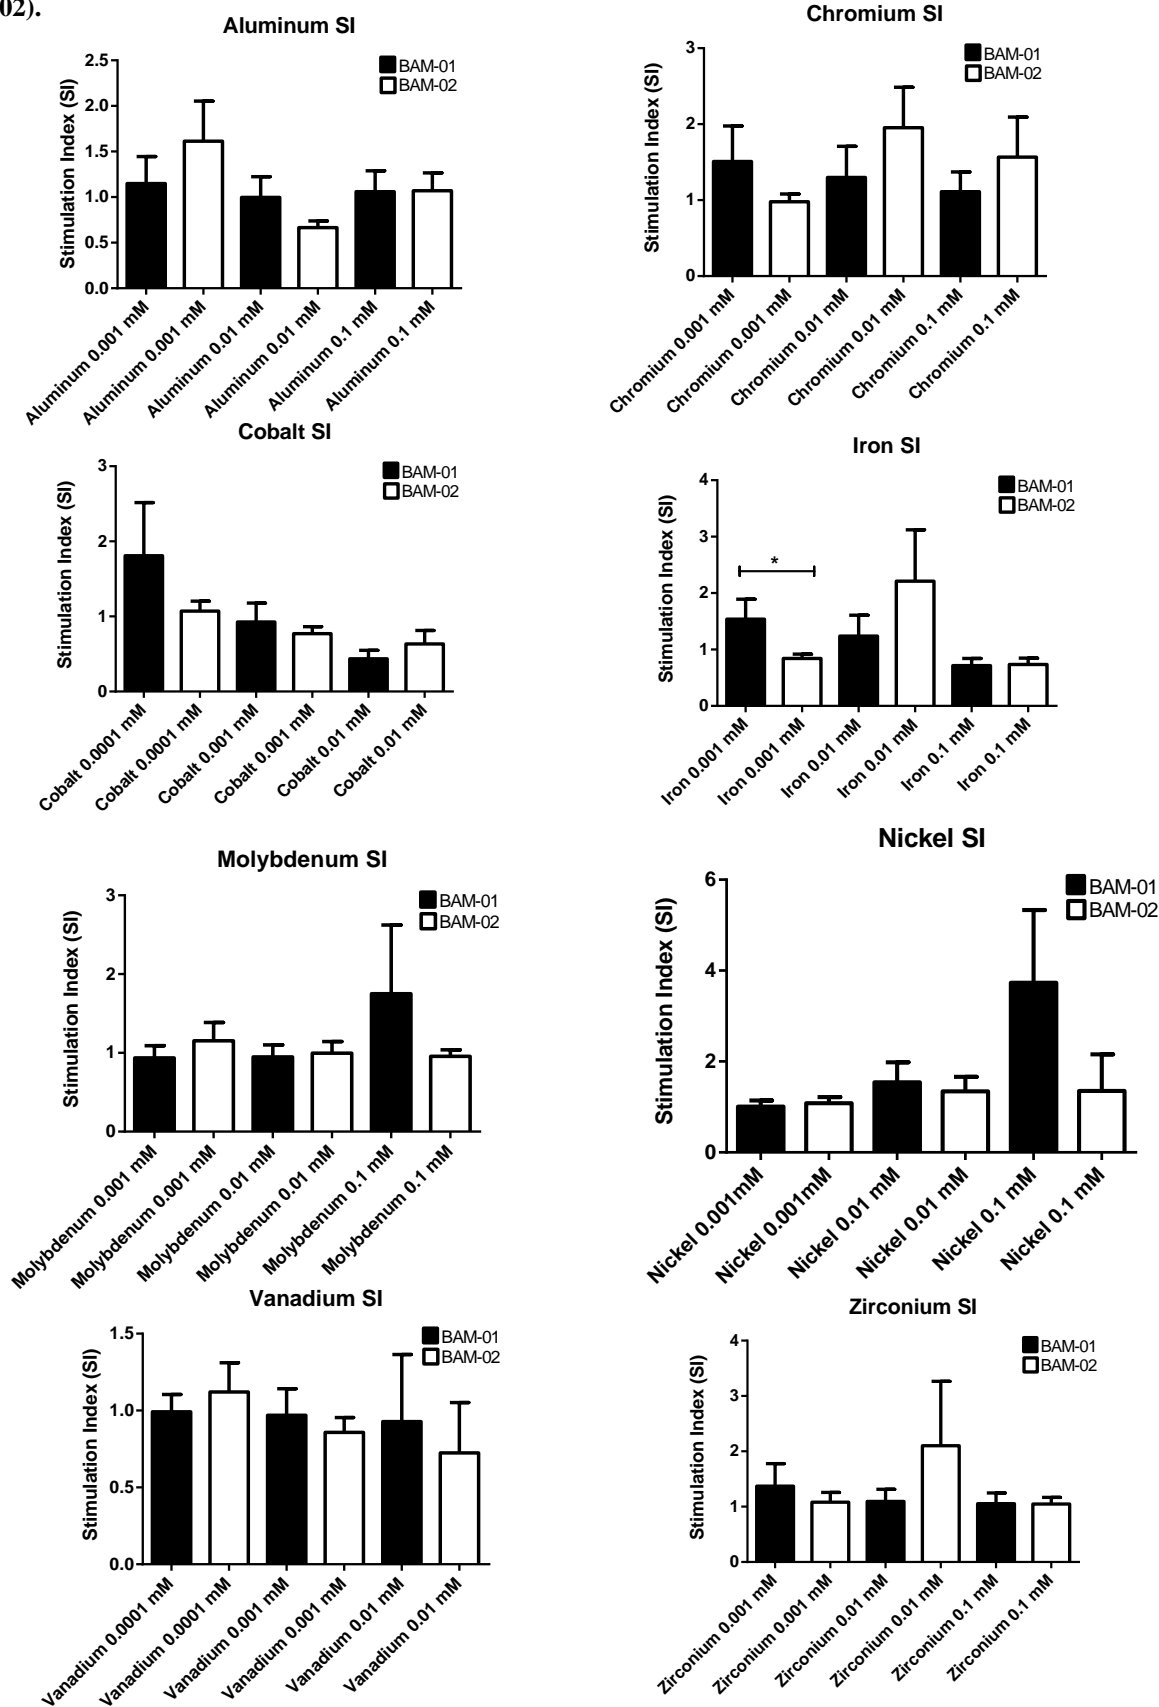 02).
Aluminum SI
Stimulation Index (SI)
2.5
2.0
1.5
1.0
0.5
0.0
BAM-01
BAM-02
Aluminum 0.001 mM
Aluminum 0.001 mM
Aluminum 0.01 mM
Aluminum 0.01 mM
Aluminum 0.1 mM
Aluminum 0.1 mM
Chromium SI
Stimulation Index (SI)
3
2
1
0
BAM-01
BAM-02
Chromium 0.001 mM
Chromium 0.001 mM
Chromium 0.01 mM
Chromium 0.01 mM
Chromium 0.1 mM
Chromium 0.1 mM
Cobalt SI
Stimulation Index (SI)
3
2
1
0
BAM-01
BAM-02
Cobalt 0.0001 mM
Cobalt 0.0001 mM
Cobalt 0.001 mM
Cobalt 0.001 mM
Cobalt 0.01 mM
Cobalt 0.01 mM
Iron SI
Stimulation Index (SI)
4
3
2
1
0
*
BAM-01
BAM-02
Iron 0.001 mM
Iron 0.001 mM
Iron 0.01 mM
Iron 0.01 mM
Iron 0.1 mM
Iron 0.1 mM
Molybdenum SI
Stimulation Index (SI)
3
2
1
0
BAM-01
BAM-02
Molybdenum 0.001 mM
Molybdenum 0.001 mM
Molybdenum 0.01 mM
Molybdenum 0.01 mM
Molybdenum 0.1 mM
Molybdenum 0.1 mM
Nickel SI
Stimulation Index (SI)
6
4
2
0
BAM-01
BAM-02
Nickel 0.001mM
Nickel 0.001mM
Nickel 0.01 mM
Nickel 0.01 mM
Nickel 0.1 mM
Nickel 0.1 mM
Vanadium SI
Stimulation Index (SI)
1.5
1.0
0.5
0.0
BAM-01
BAM-02
Vanadium 0.0001 mM
Vanadium 0.0001 mM
Vanadium 0.001 mM
Vanadium 0.001 mM
Vanadium 0.01 mM
Vanadium 0.01 mM
Zirconium SI
Stimulation Index (SI)
4
3
2
1
0
BAM-01
BAM-02
Zirconium 0.001 mM
Zirconium 0.001 mM
Zirconium 0.01 mM
Zirconium 0.01 mM
Zirconium 0.1 mM
Zirconium 0.1 mM